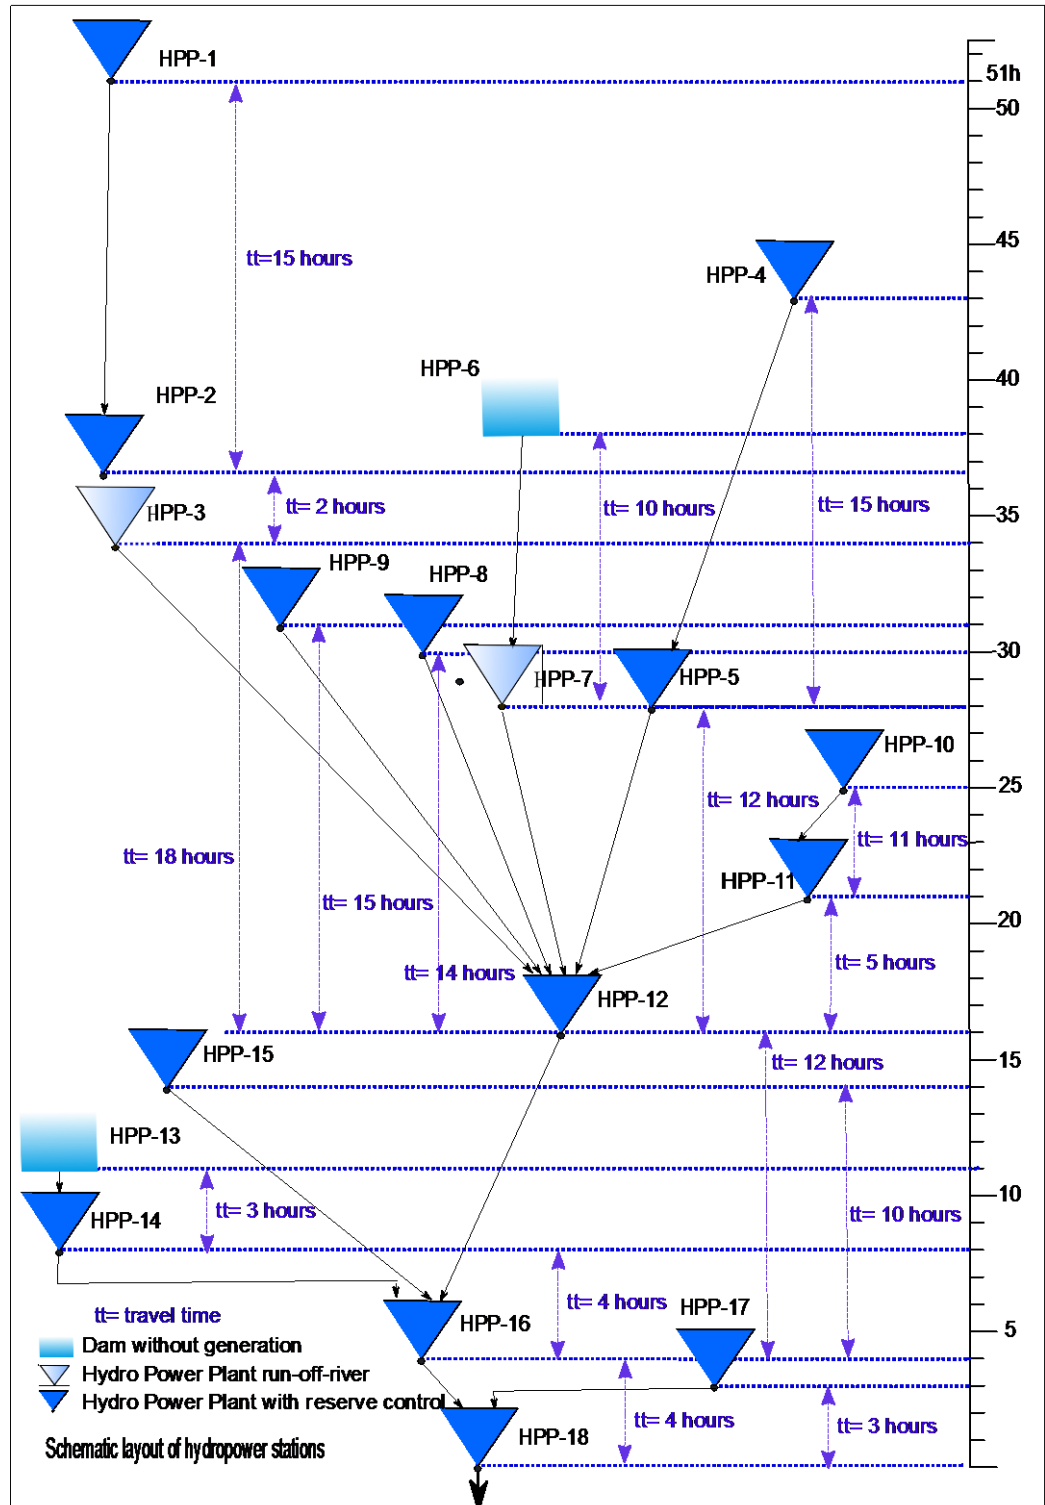 HPP-1
51h
50
tt=15 hours
45
HPP-4
HPP-6
40
HPP-2
tt= 2 hours
tt= 10 hours
tt= 15 hours
HPP-3
35
HPP-9
HPP-8
30
HPP-7
HPP-5
HPP-10
25
tt= 12 hours
tt= 11 hours
tt= 18 hours
HPP-11
tt= 15 hours
20
tt= 5 hours
tt= 14 hours
HPP-12
HPP-15
15
tt= 12 hours
HPP-13
10
tt= 3 hours
HPP-14
tt= 10 hours
tt= 4 hours
HPP-17
tt= travel time
HPP-16
5
Dam without generation
Hydro Power Plant run-off-river
Hydro Power Plant with reserve control
tt= 4 hours
tt= 3 hours
HPP-18
Schematic layout of hydropower stations